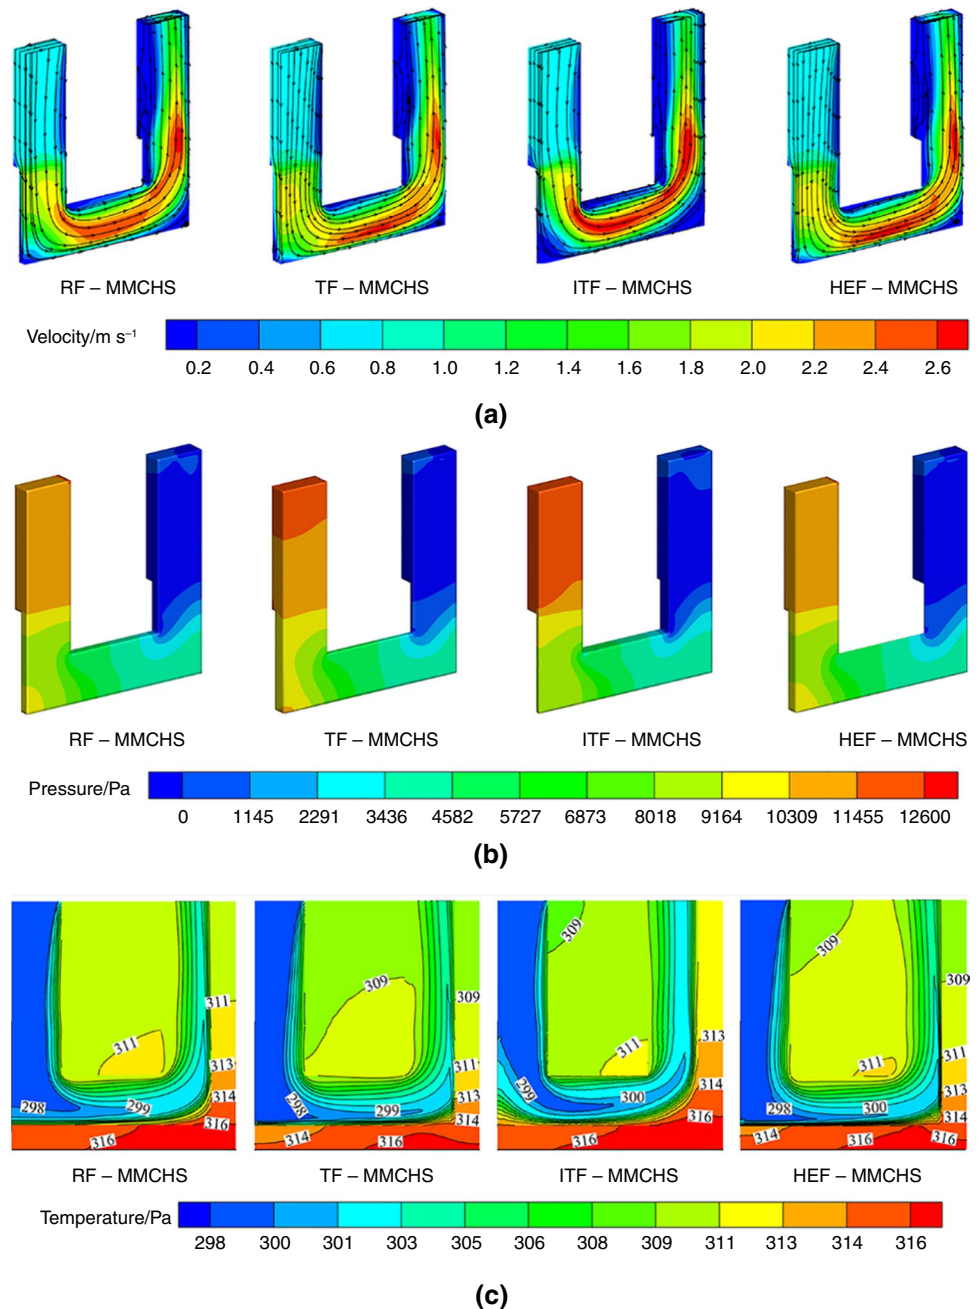 RF – MMCHS TF – MMCHS ITF – MMCHS HEF – MMCHS
Velocity/m s⁻¹
0.2 0.4 0.6 0.8 1.0 1.2 1.4 1.6 1.8 2.0 2.2 2.4 2.6
(a)
RF – MMCHS TF – MMCHS ITF – MMCHS HEF – MMCHS
Pressure/Pa
0 1145 2291 3436 4582 5727 6873 8018 9164 10309 11455 12600
(b)
311 311 313 314 316 298 299 316
309 309 311 313 314 298 299 314 316
309 311 313 314 316 299 300 316
309 309 311 311 313 314 298 300 314 316 316
RF – MMCHS TF – MMCHS ITF – MMCHS HEF – MMCHS
Temperature/Pa
298 300 301 303 305 306 308 309 311 313 314 316
(c)